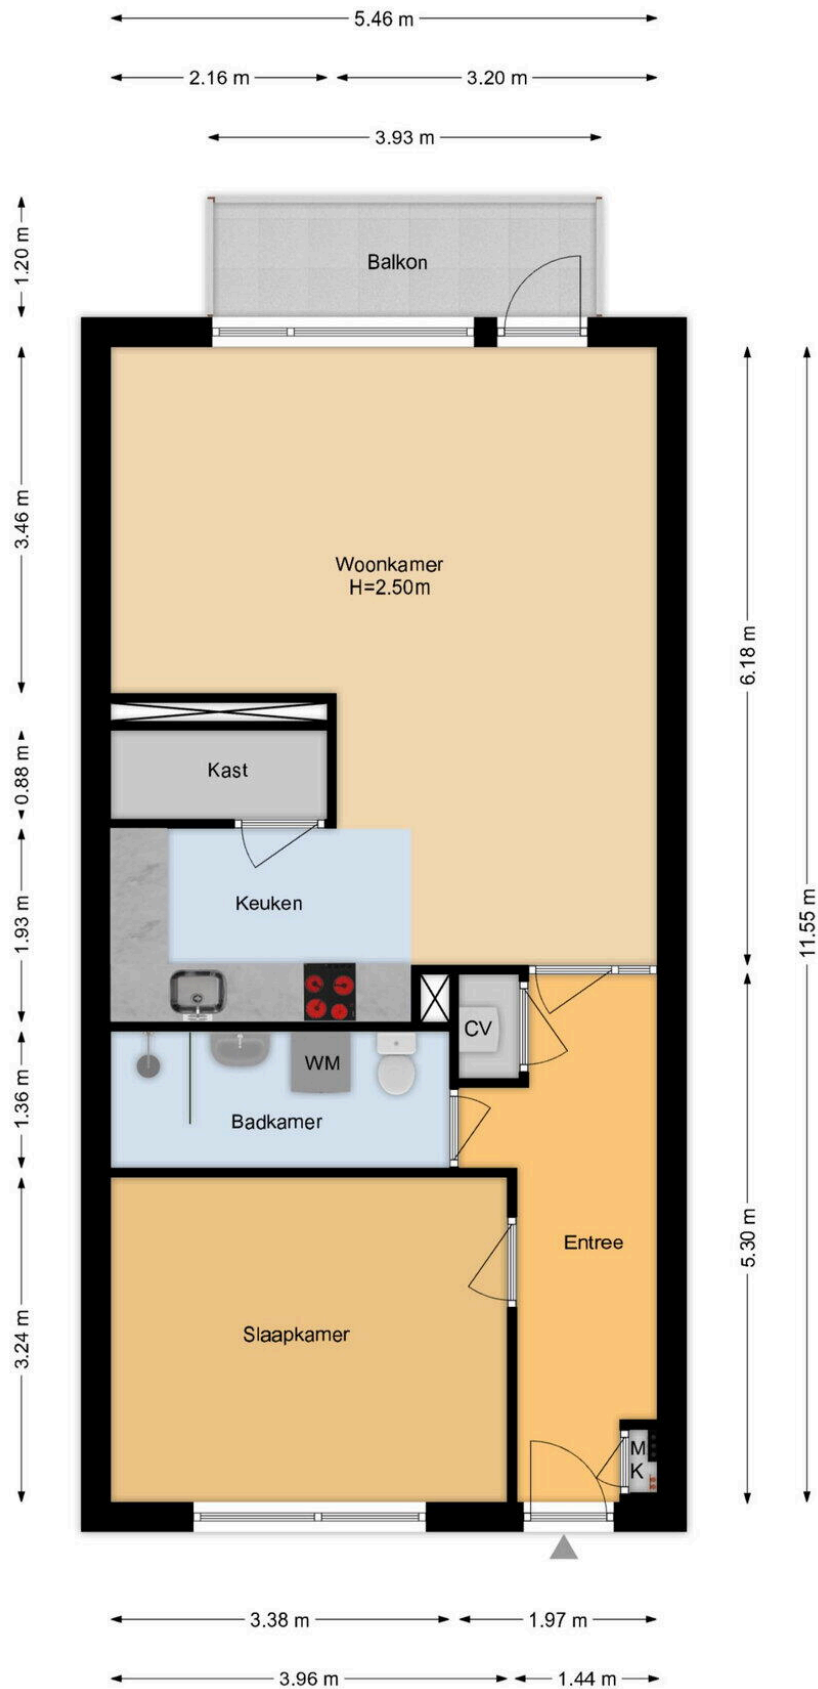 5.46 m
2.16 m
3.20 m
3.93 m
1.20 m
Balkon
3.46 m
Woonkamer
H=2.50m
6.18 m
0.88 m
Kast
11.55 m
1.93 m
Keuken
CV
1.36 m
WM
Badkamer
5.30 m
Entree
3.24 m
Slaapkamer
M
K
3.38 m
1.97 m
3.96 m
1.44 m